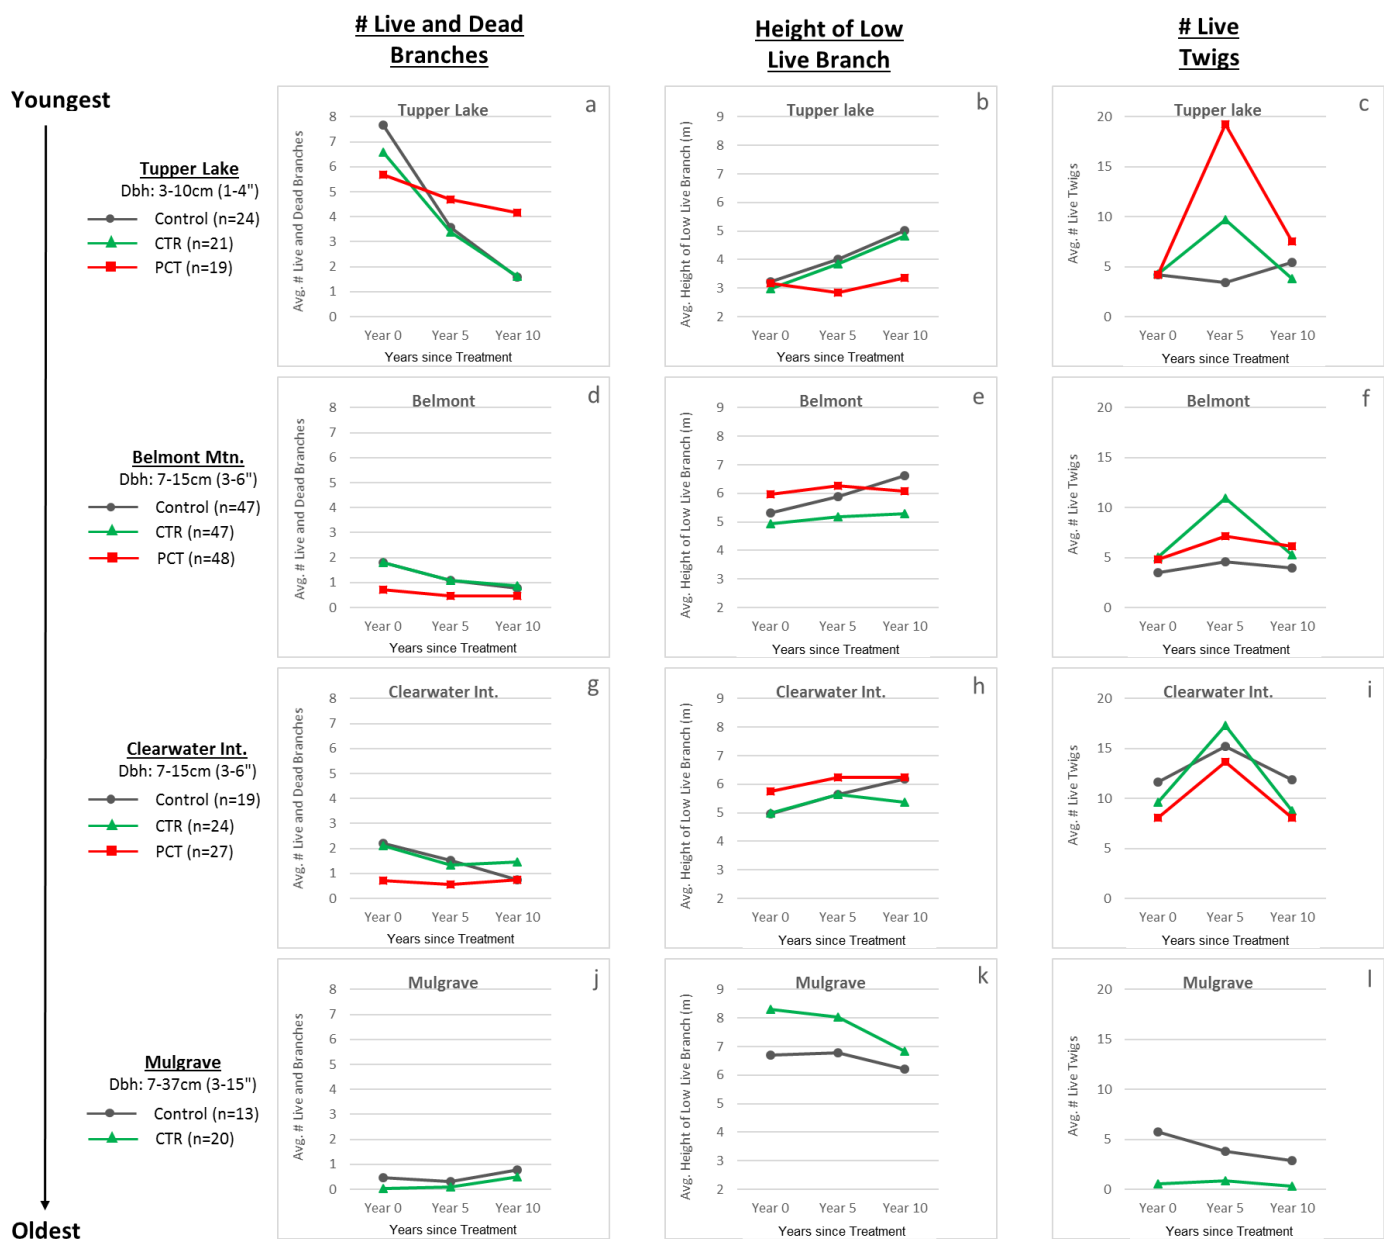 # Live and Dead
Branches
Height of Low
Live Branch
# Live
Twigs
Youngest
Tupper Lake
Dbh: 3-10cm (1-4")
Control (n=24)
CTR (n=21)
PCT (n=19)
a
Tupper Lake
Avg. # Live and Dead Branches
8
7
6
5
4
3
2
1
0
Year 0 Year 5 Year 10
Years since Treatment
b
Tupper lake
Avg. Height of Low Live Branch (m)
9
8
7
6
5
4
3
2
Year 0 Year 5 Year 10
Years since Treatment
c
Tupper lake
Avg. # Live Twigs
20
15
10
5
0
Year 0 Year 5 Year 10
Years since Treatment
Belmont Mtn.
Dbh: 7-15cm (3-6")
Control (n=47)
CTR (n=47)
PCT (n=48)
d
Belmont
Avg. # Live and Dead Branches
8
7
6
5
4
3
2
1
0
Year 0 Year 5 Year 10
Years since Treatment
e
Belmont
Avg. Height of Low Live Branch (m)
9
8
7
6
5
4
3
2
Year 0 Year 5 Year 10
Years since Treatment
f
Belmont
Avg. # Live Twigs
20
15
10
5
0
Year 0 Year 5 Year 10
Years since Treatment
Clearwater Int.
Dbh: 7-15cm (3-6")
Control (n=19)
CTR (n=24)
PCT (n=27)
g
Clearwater Int.
Avg. # Live and Dead Branches
8
7
6
5
4
3
2
1
0
Year 0 Year 5 Year 10
Years since Treatment
h
Clearwater Int.
Avg. Height of Low Live Branch (m)
9
8
7
6
5
4
3
2
Year 0 Year 5 Year 10
Years since Treatment
i
Clearwater Int.
Avg. # Live Twigs
20
15
10
5
0
Year 0 Year 5 Year 10
Years since Treatment
Mulgrave
Dbh: 7-37cm (3-15")
Control (n=13)
CTR (n=20)
j
Mulgrave
Avg. # Live and Branches
8
7
6
5
4
3
2
1
0
Year 0 Year 5 Year 10
Years since Treatment
k
Mulgrave
Avg. Height of Low Live Branch (m)
9
8
7
6
5
4
3
2
Year 0 Year 5 Year 10
Years since Treatment
l
Mulgrave
Avg. # Live Twigs
20
15
10
5
0
Year 0 Year 5 Year 10
Years since Treatment
Oldest